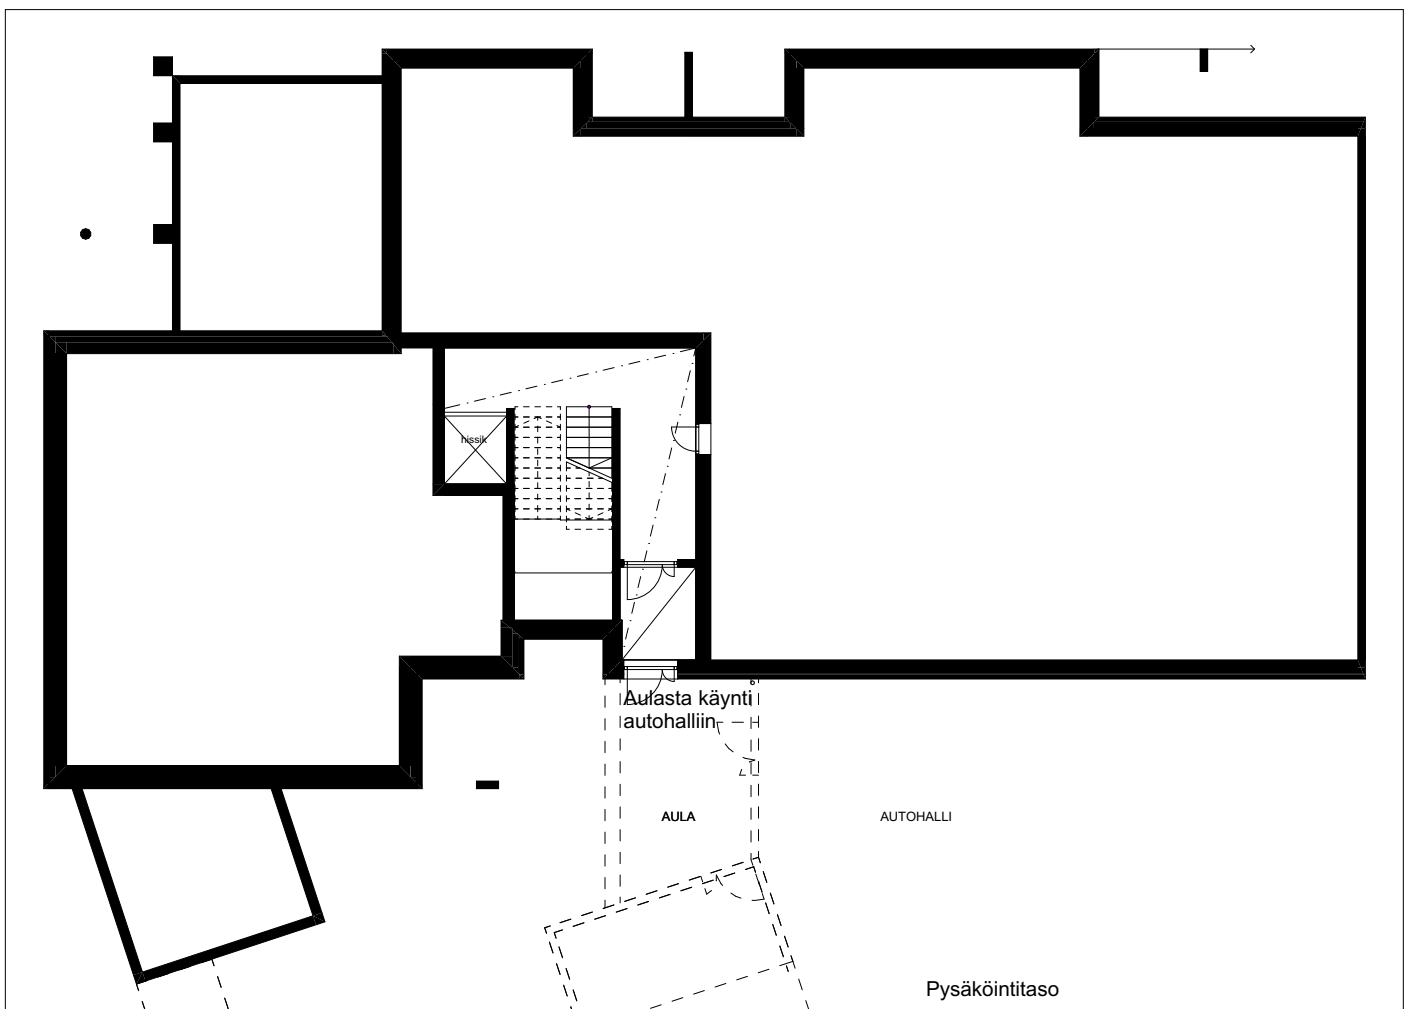 hissik
Aulasta käynti
autohalliin
AULA
AUTOHALLI
Pysäköintitaso